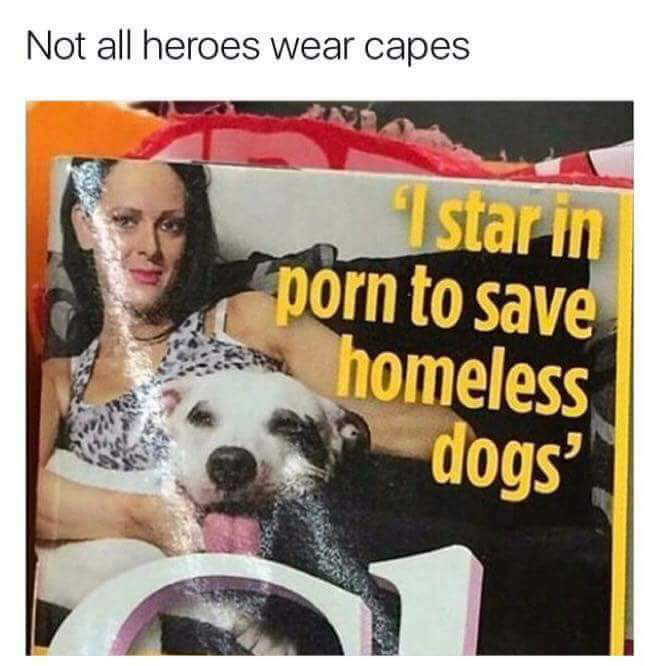 Not all heroes wear capes
'I star in
porn to save
homeless
dogs'